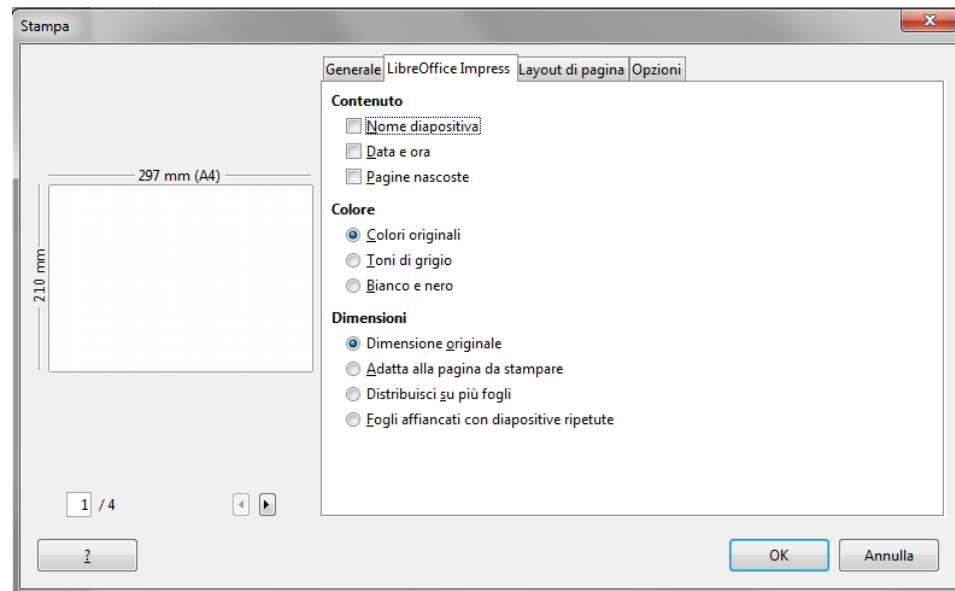 Stampa
Generale LibreOffice Impress Layout di pagina Opzioni
Contenuto
Nome diapositiva
Data e ora
Pagine nascoste
297 mm (A4)
210 mm
Colore
Colori originali
Toni di grigio
Bianco e nero
Dimensioni
Dimensione originale
Adatta alla pagina da stampare
Distribuisci su più fogli
Fogli affiancati con diapositive ripetute
1 / 4
? OK Annulla